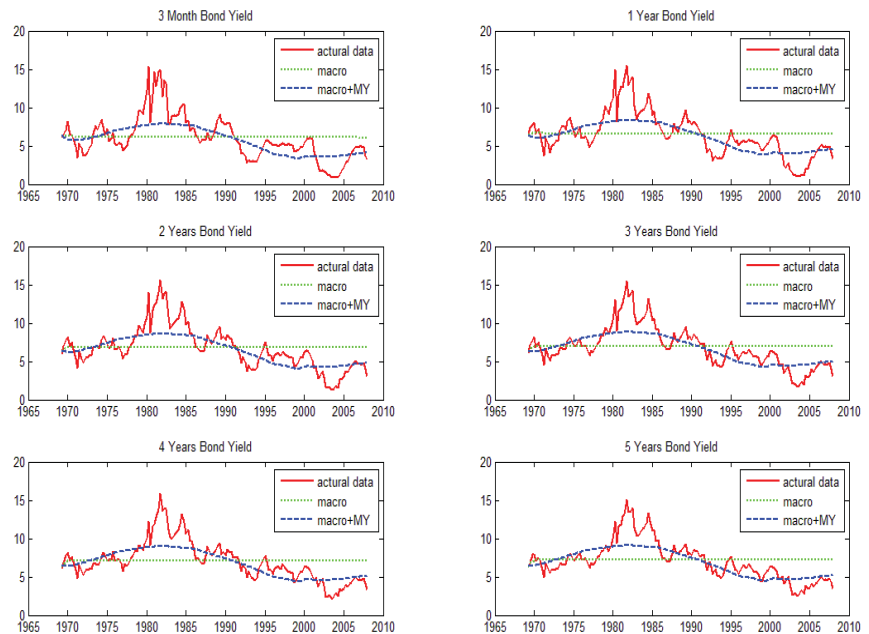 3 Month Bond Yield
20
15
10
5
0
1965 1970 1975 1980 1985 1990 1995 2000 2005 2010
actural data
macro
macro+MY
1 Year Bond Yield
20
15
10
5
0
1965 1970 1975 1980 1985 1990 1995 2000 2005 2010
actural data
macro
macro+MY
2 Years Bond Yield
20
15
10
5
0
1965 1970 1975 1980 1985 1990 1995 2000 2005 2010
actural data
macro
macro+MY
3 Years Bond Yield
20
15
10
5
0
1965 1970 1975 1980 1985 1990 1995 2000 2005 2010
actural data
macro
macro+MY
4 Years Bond Yield
20
15
10
5
0
1965 1970 1975 1980 1985 1990 1995 2000 2005 2010
actural data
macro
macro+MY
5 Years Bond Yield
20
15
10
5
0
1965 1970 1975 1980 1985 1990 1995 2000 2005 2010
actural data
macro
macro+MY